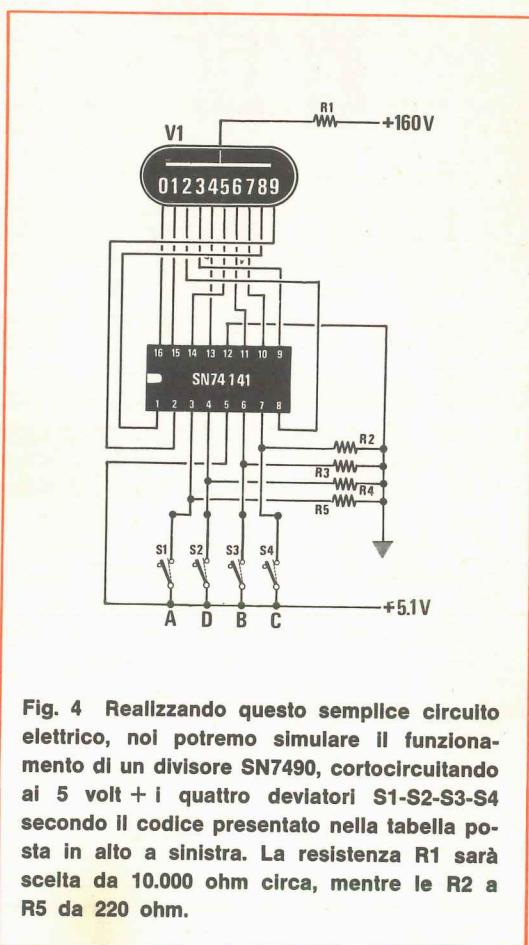 R1
+160V
V1
0123456789
16 15 14 13 12 11 10 9
SN74141
1 2 3 4 5 6 7 8
R2
R3
R4
R5
S1 S2 S3 S4
A D B C
+5.1V
Fig. 4 Realizzando questo semplice circuito
elettrico, noi potremo simulare il funziona-
mento di un divisore SN7490, cortocircuitando
ai 5 volt + i quattro deviatori S1-S2-S3-S4
secondo il codice presentato nella tabella po-
sta in alto a sinistra. La resistenza R1 sarà
scelta da 10.000 ohm circa, mentre le R2 a
R5 da 220 ohm.